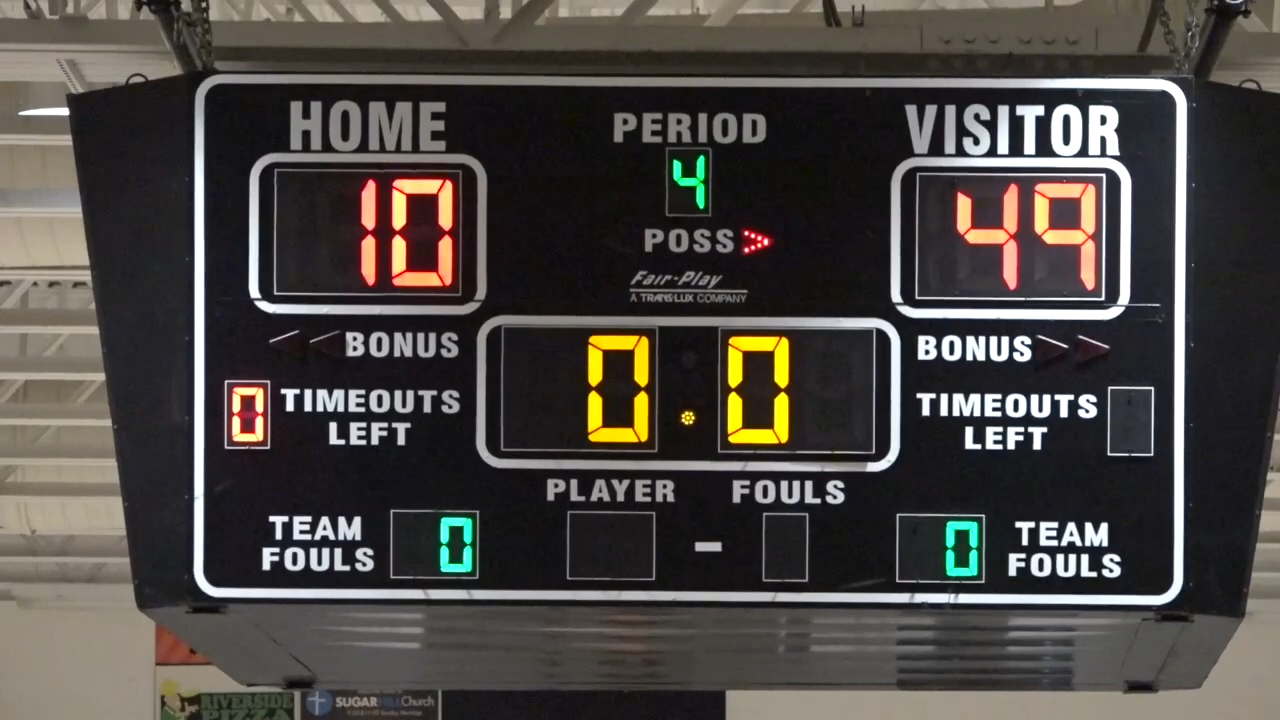 HOME
PERIOD
VISITOR
10
4
49
POSS
Fair-Play
A TRANS-LUX COMPANY
BONUS
0.0
BONUS
0
TIMEOUTS
LEFT
TIMEOUTS
LEFT
PLAYER
FOULS
TEAM
FOULS
0
-
0
TEAM
FOULS
RIVERSIDE
PIZZA
SUGAR HILL Church